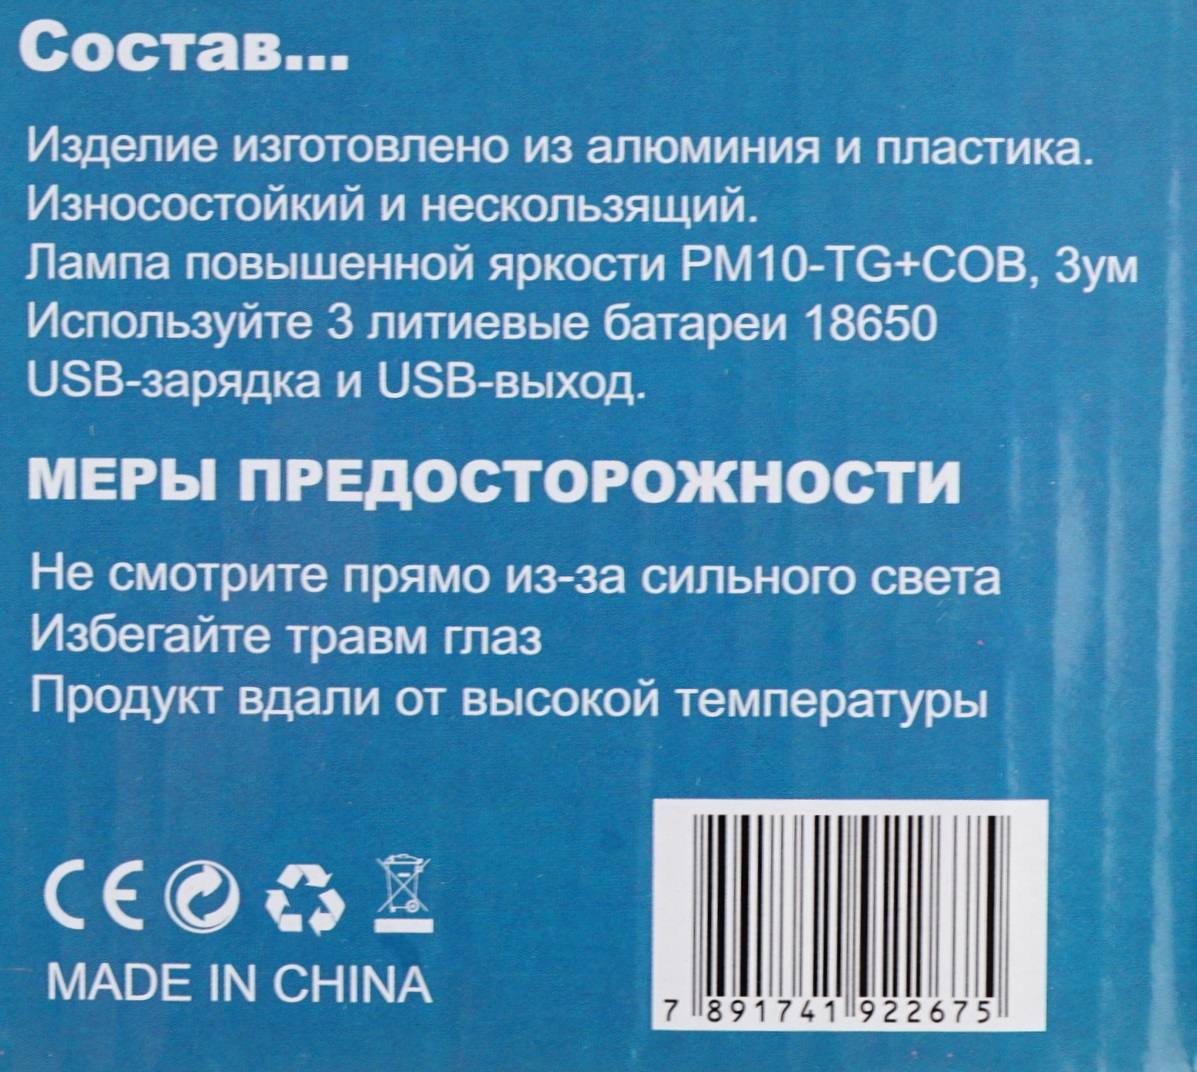 Состав...
Изделие изготовлено из алюминия и пластика.
Износостойкий и нескользящий.
Лампа повышенной яркости PM10-TG+COB, 3ум
Используйте 3 литиевые батареи 18650
USB-зарядка и USB-выход.
МЕРЫ ПРЕДОСТОРОЖНОСТИ
Не смотрите прямо из-за сильного света
Избегайте травм глаз
Продукт вдали от высокой температуры
CE
MADE IN CHINA
7 891741 922675